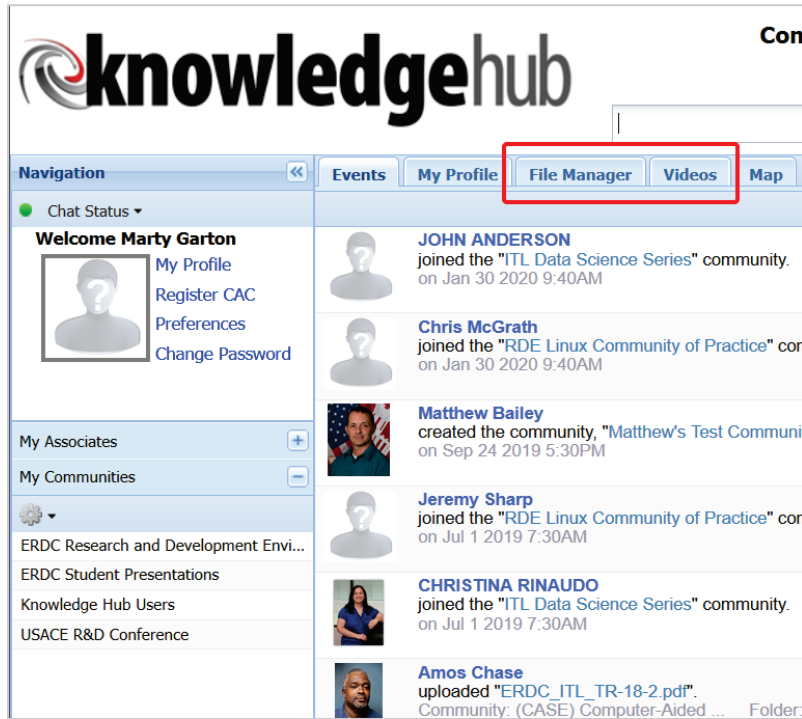 knowledgehub
Con
Navigation
Events
My Profile
File Manager
Videos
Map
Chat Status
Welcome Marty Garton
My Profile
Register CAC
Preferences
Change Password
My Associates
My Communities
ERDC Research and Development Envi...
ERDC Student Presentations
Knowledge Hub Users
USACE R&D Conference
JOHN ANDERSON
joined the "ITL Data Science Series" community.
on Jan 30 2020 9:40AM
Chris McGrath
joined the "RDE Linux Community of Practice" cor
on Jan 30 2020 9:40AM
Matthew Bailey
created the community, "Matthew's Test Communi
on Sep 24 2019 5:30PM
Jeremy Sharp
joined the "RDE Linux Community of Practice" cor
on Jul 1 2019 7:30AM
CHRISTINA RINAUDO
joined the "ITL Data Science Series" community.
on Jul 1 2019 7:30AM
Amos Chase
uploaded "ERDC_ITL_TR-18-2.pdf".
Community: (CASE) Computer-Aided ... Folder: